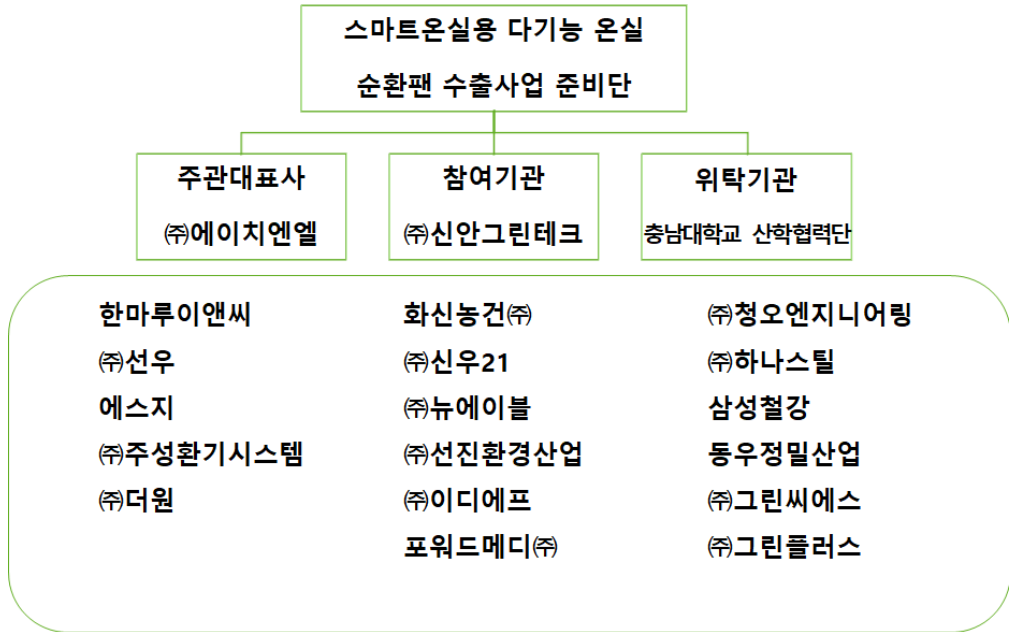 스마트온실용 다기능 온실
순환팬 수출사업 준비단
주관대표사
㈜에이치엔엘
참여기관
㈜신안그린테크
위탁기관
충남대학교 산학협력단
한마루이앤씨
㈜선우
에스지
㈜주성환기시스템
㈜더원
화신농건㈜
㈜신우21
㈜뉴에이블
㈜선진환경산업
㈜이디에프
포워드메디㈜
㈜청오엔지니어링
㈜하나스틸
삼성철강
동우정밀산업
㈜그린씨에스
㈜그린플러스